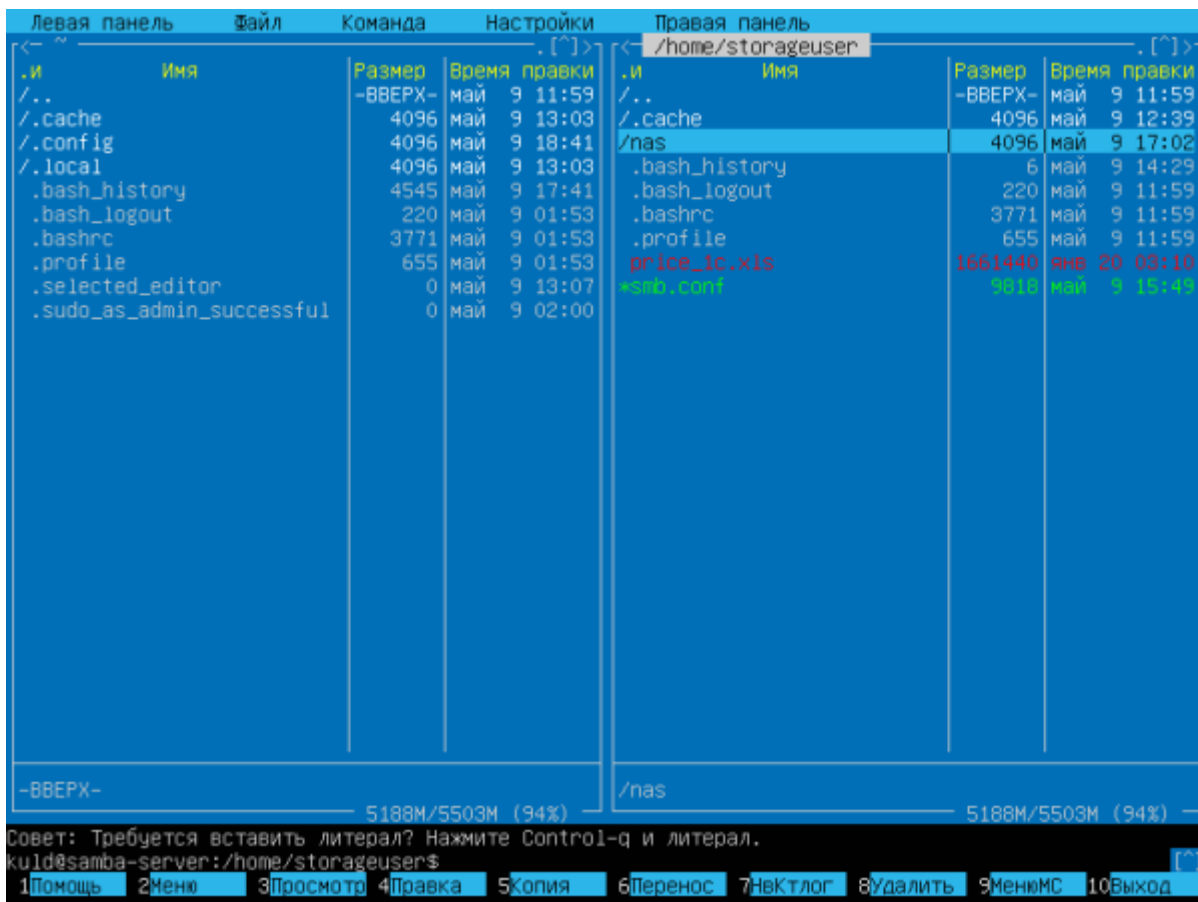 Левая панель Файл Команда Настройки Правая панель
<─ ~ ─.[^]> <─ /home/storageuser ─.[^]>
.и Имя Размер Время правки .и Имя Размер Время правки
/.. -ВВЕРХ- май 9 11:59 /.. -ВВЕРХ- май 9 11:59
/.cache 4096 май 9 13:03 /.cache 4096 май 9 12:39
/.config 4096 май 9 18:41 /nas 4096 май 9 17:02
/.local 4096 май 9 13:03 .bash_history 6 май 9 14:29
.bash_history 4545 май 9 17:41 .bash_logout 220 май 9 11:59
.bash_logout 220 май 9 01:53 .bashrc 3771 май 9 11:59
.bashrc 3771 май 9 01:53 .profile 655 май 9 11:59
.profile 655 май 9 01:53 price_1c.xls 1661440 янв 20 03:10
.selected_editor 0 май 9 13:07 *smb.conf 9818 май 9 15:49
.sudo_as_admin_successful 0 май 9 02:00
-ВВЕРХ- /nas
5188M/5503M (94%) 5188M/5503M (94%)
Совет: Требуется вставить литерал? Нажмите Control-q и литерал.
kuld@samba-server:/home/storageuser$ [^]
1Помощь 2Меню 3Просмотр 4Правка 5Копия 6Перенос 7НвКтлог 8Удалить 9МенюMC 10Выход